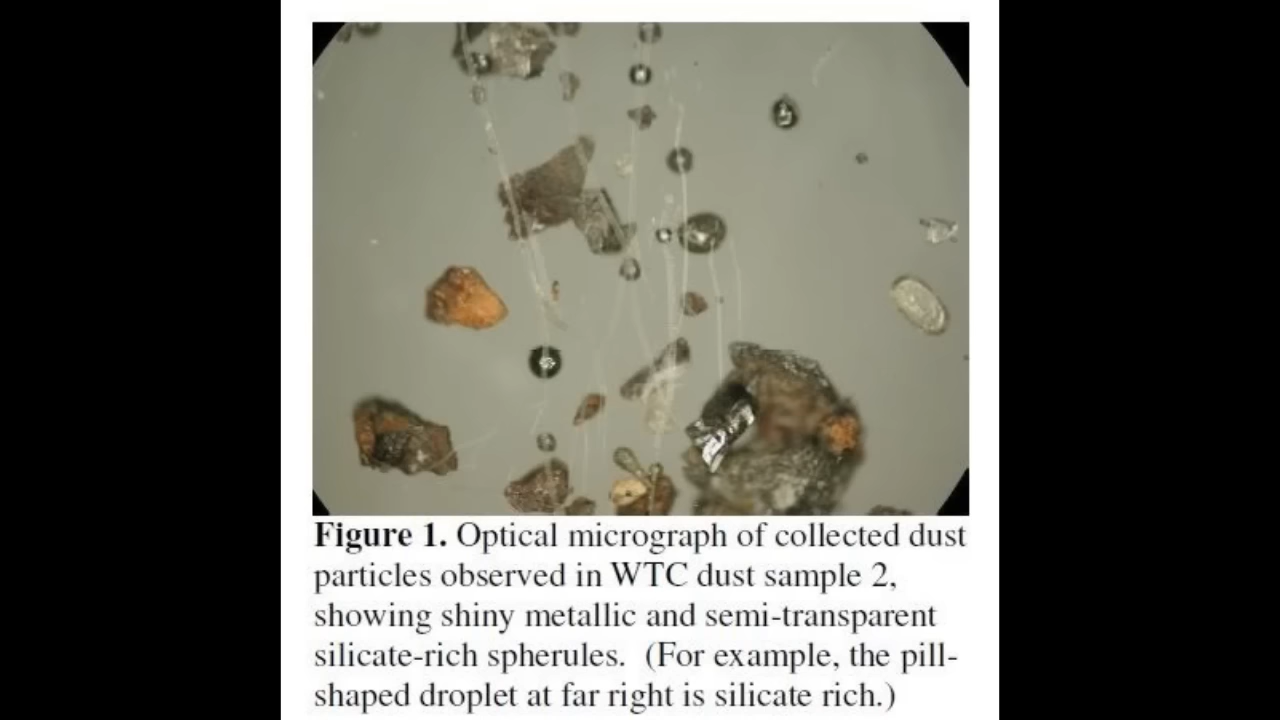 Figure 1. Optical micrograph of collected dust
particles observed in WTC dust sample 2,
showing shiny metallic and semi-transparent
silicate-rich spherules.  (For example, the pill-
shaped droplet at far right is silicate rich.)